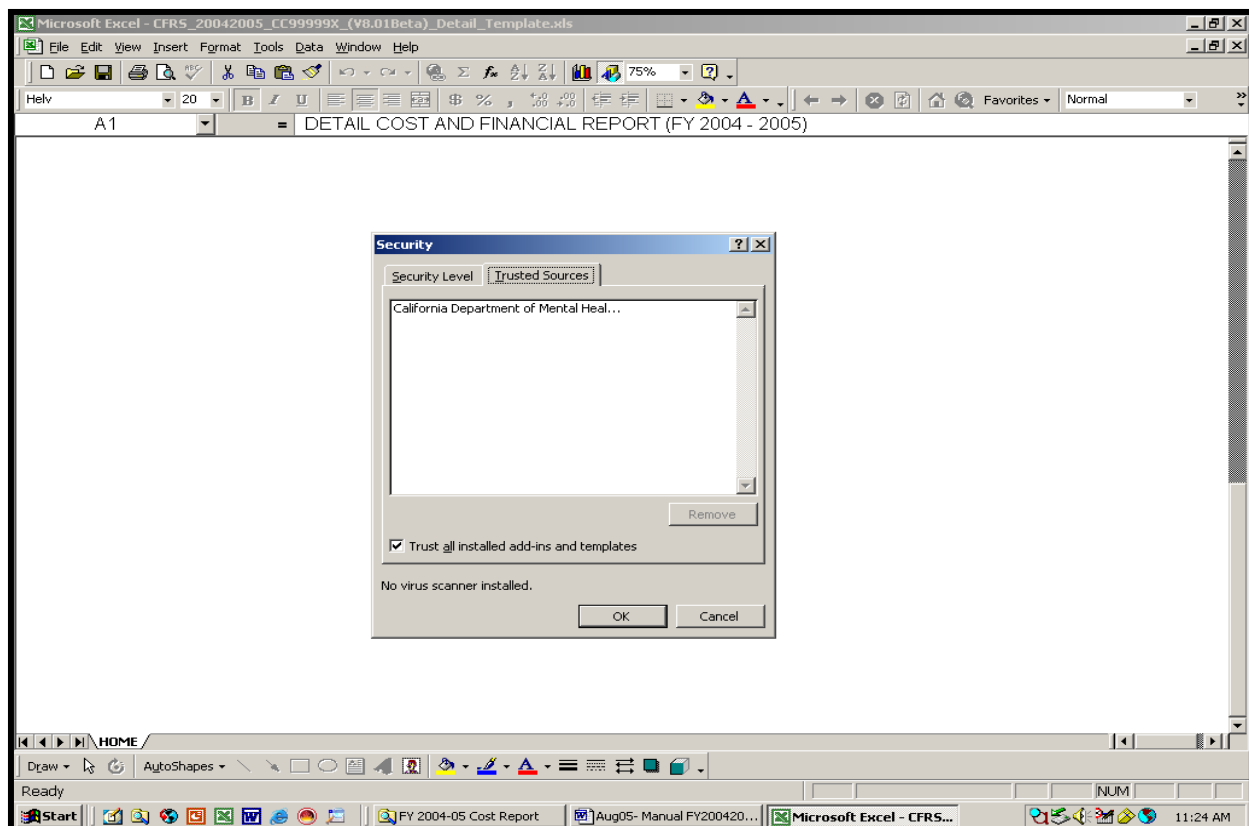 Microsoft Excel - CFRS_20042005_CC99999X_(V8.01Beta)_Detail_Template.xls
File Edit View Insert Format Tools Data Window Help
75%
Helv 20 B I U $ % , Favorites Normal
A1 = DETAIL COST AND FINANCIAL REPORT (FY 2004 - 2005)
Security
Security Level Trusted Sources
California Department of Mental Heal...
Remove
Trust all installed add-ins and templates
No virus scanner installed.
OK Cancel
HOME
Draw AutoShapes
Ready NUM
Start FY 2004-05 Cost Report Aug05- Manual FY200420... Microsoft Excel - CFRS... 11:24 AM